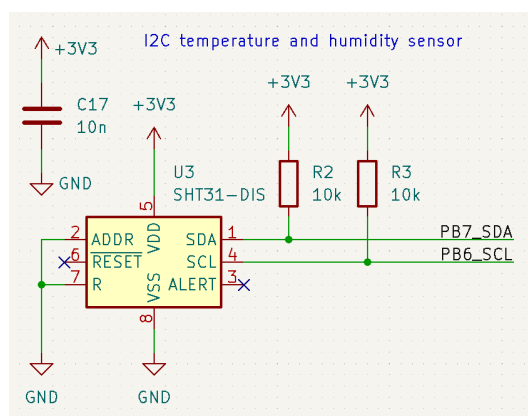 I2C temperature and humidity sensor
+3V3
C17
10n
GND
+3V3
U3
SHT31-DIS
+3V3
+3V3
R2
10k
R3
10k
5
VDD
2
ADDR
SDA
1
PB7_SDA
6
RESET
SCL
4
PB6_SCL
7
R
ALERT
3
VSS
8
GND
GND